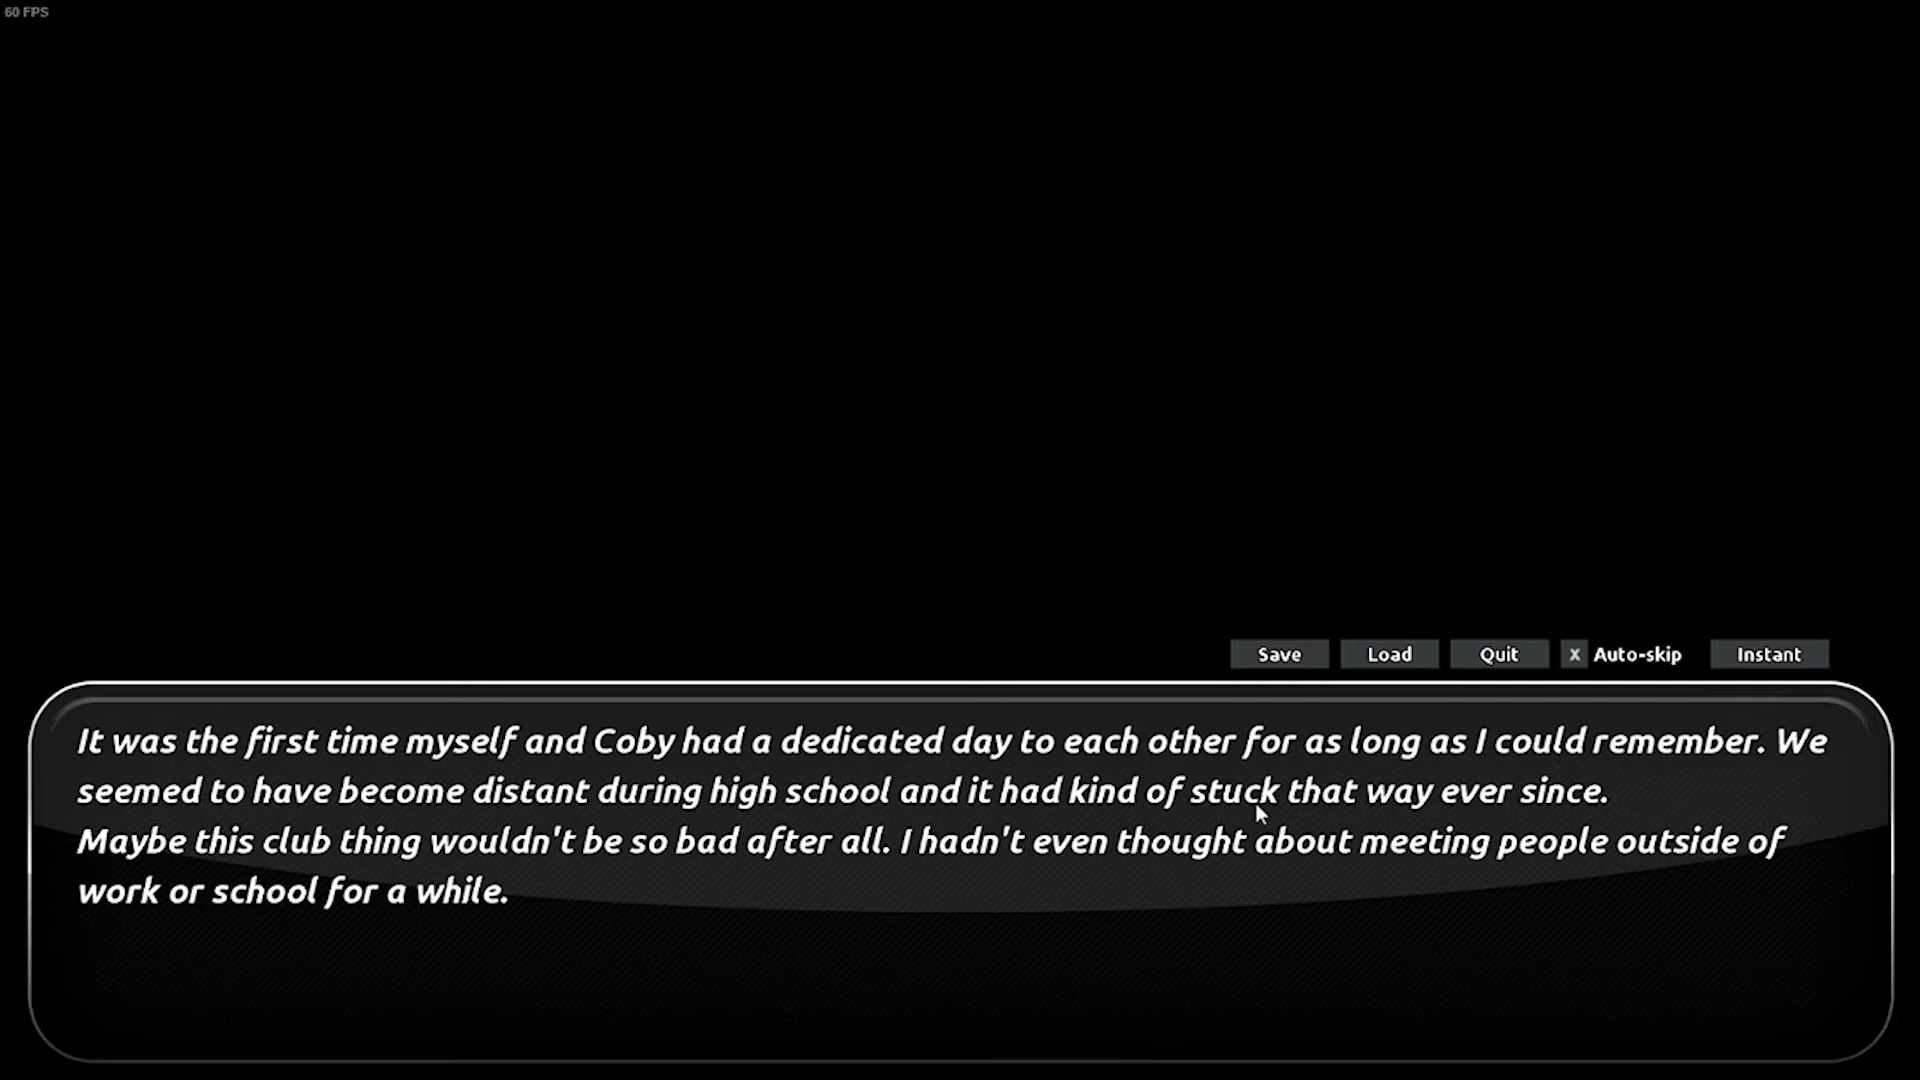 60 FPS
Save Load Quit X Auto-skip Instant
It was the first time myself and Coby had a dedicated day to each other for as long as I could remember. We
seemed to have become distant during high school and it had kind of stuck that way ever since.
Maybe this club thing wouldn't be so bad after all. I hadn't even thought about meeting people outside of
work or school for a while.